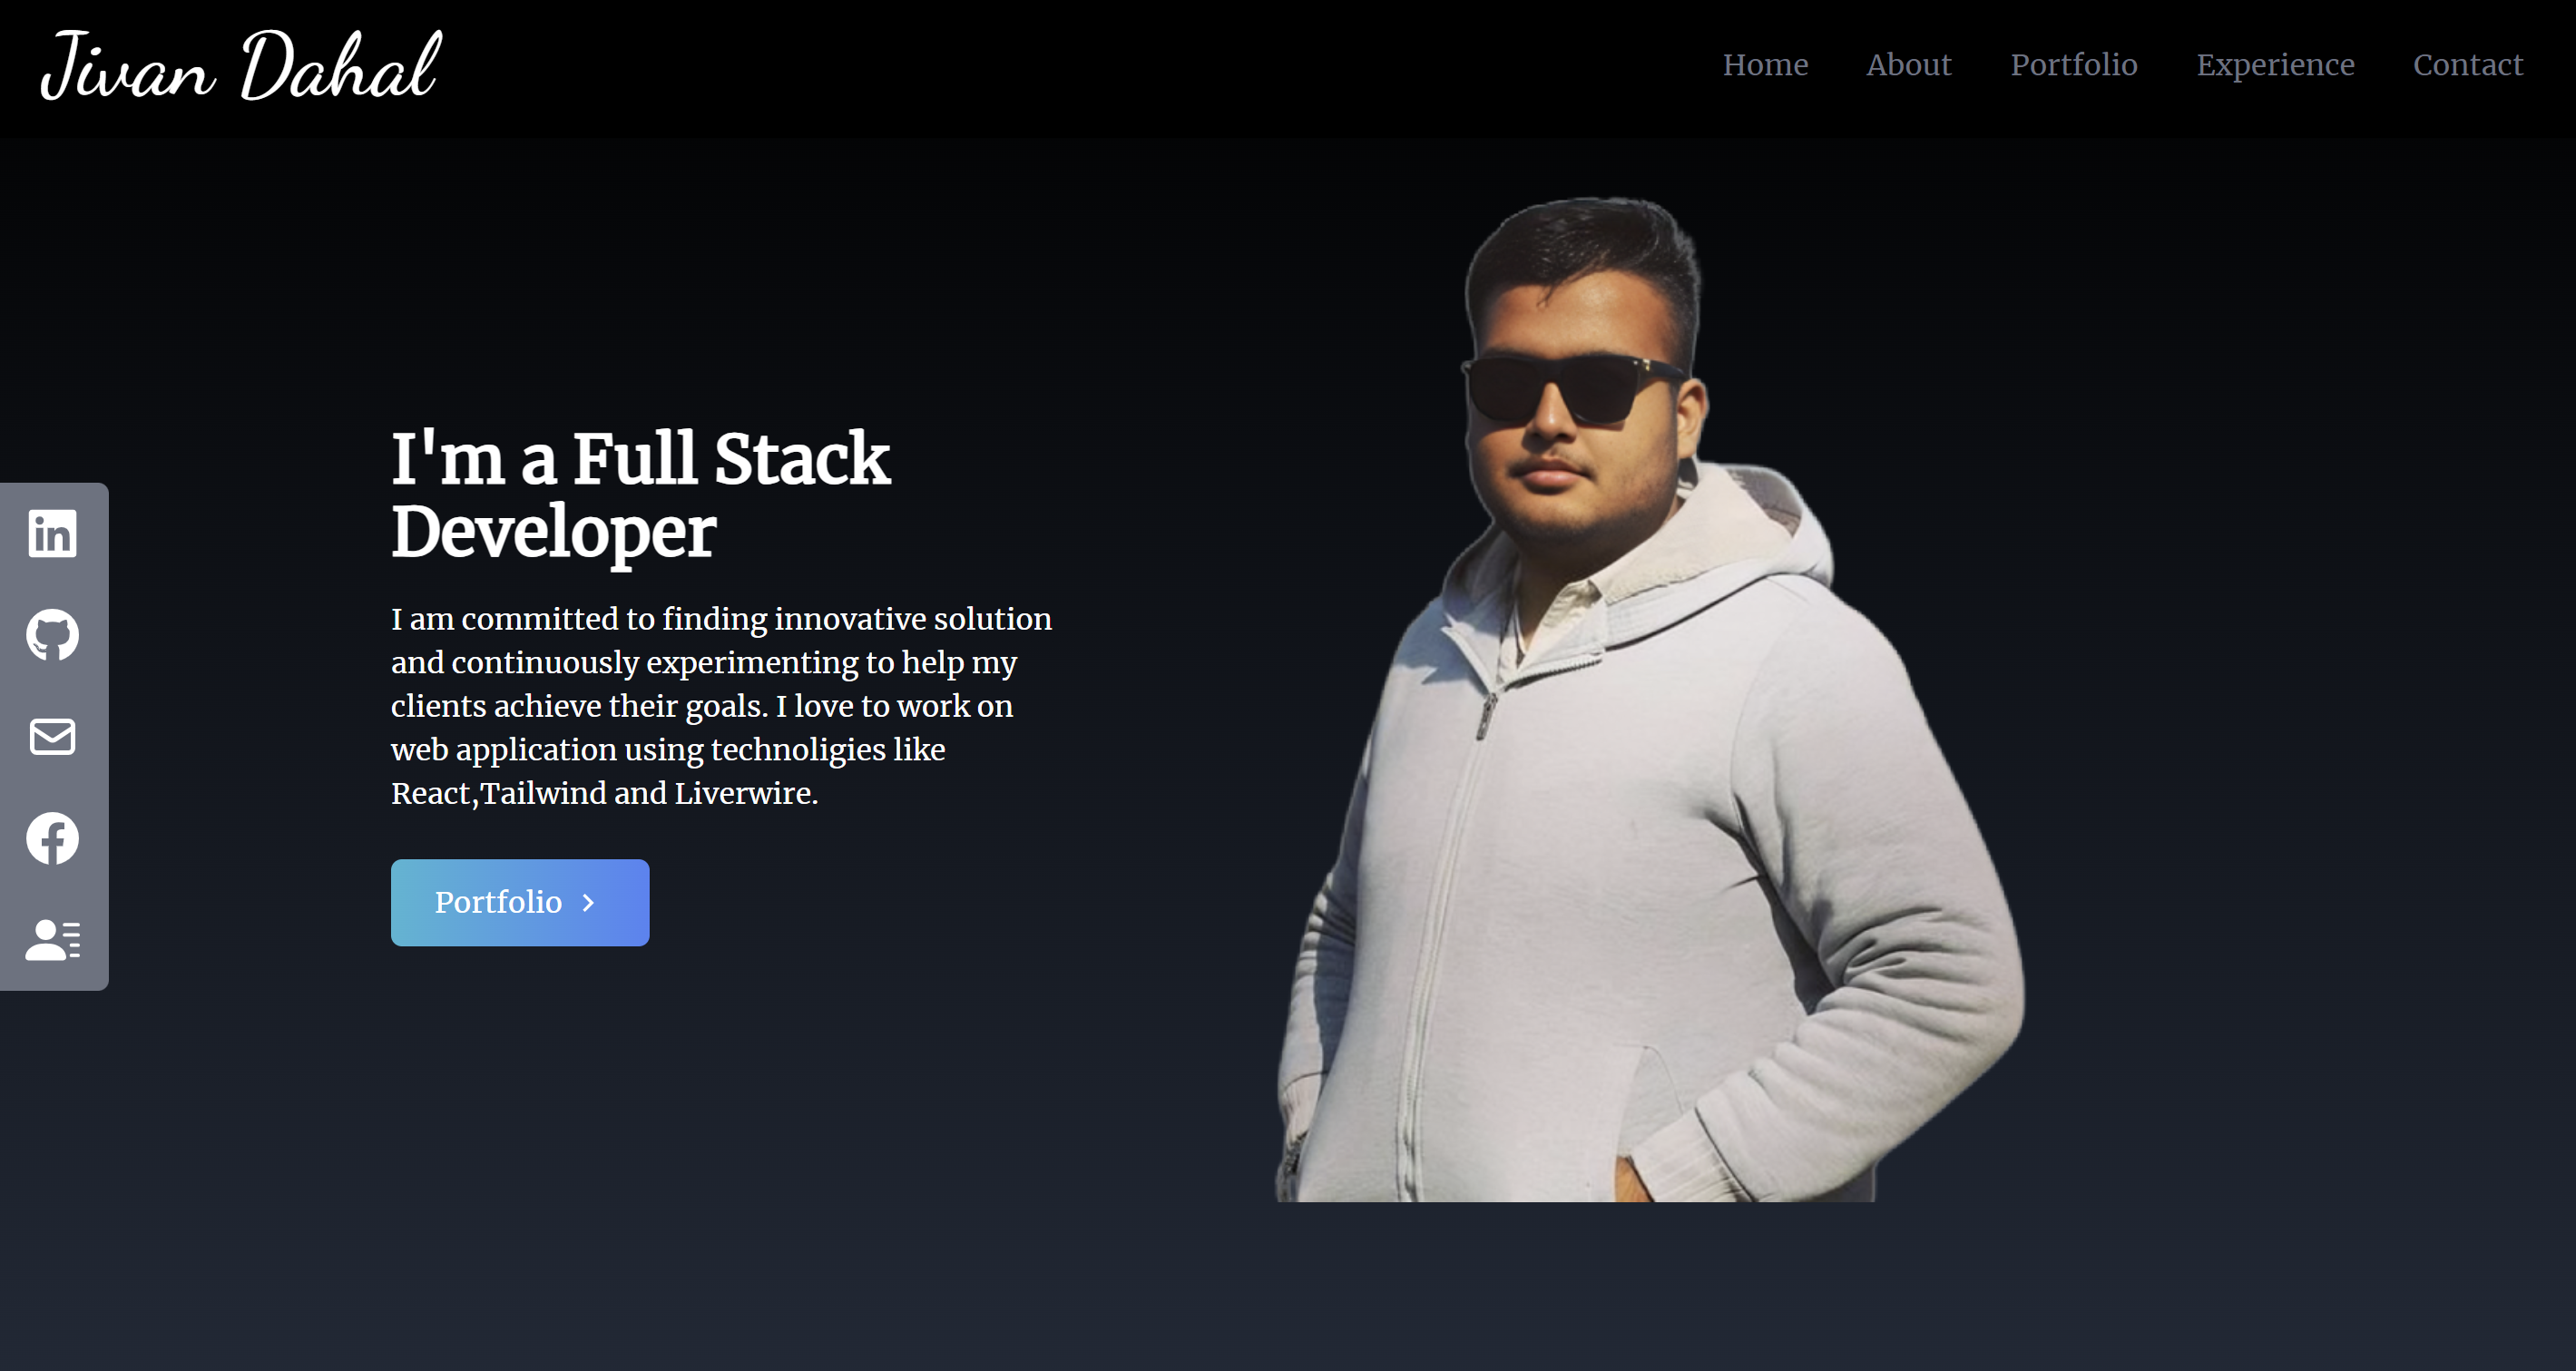 Jivan Dahal
Home About Portfolio Experience Contact
I'm a Full Stack
Developer
I am committed to finding innovative solution
and continuously experimenting to help my
clients achieve their goals. I love to work on
web application using technoligies like
React,Tailwind and Liverwire.
Portfolio